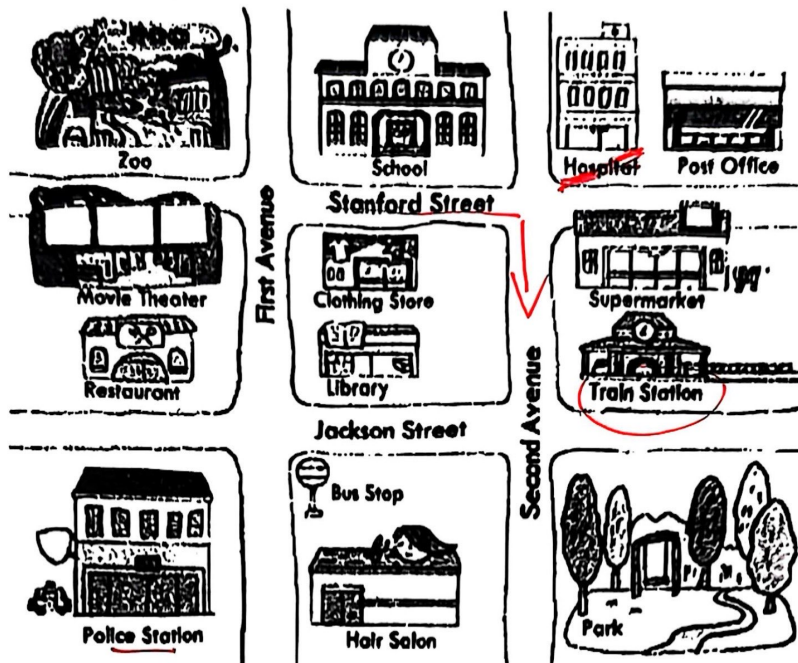 ZOO
Zoo
School
Hospital
Post Office
Stanford Street
First Avenue
Movie Theater
Clothing Store
Supermarket
Restaurant
Library
Train Station
Second Avenue
Jackson Street
Bus Stop
Police Station
Hair Salon
Park